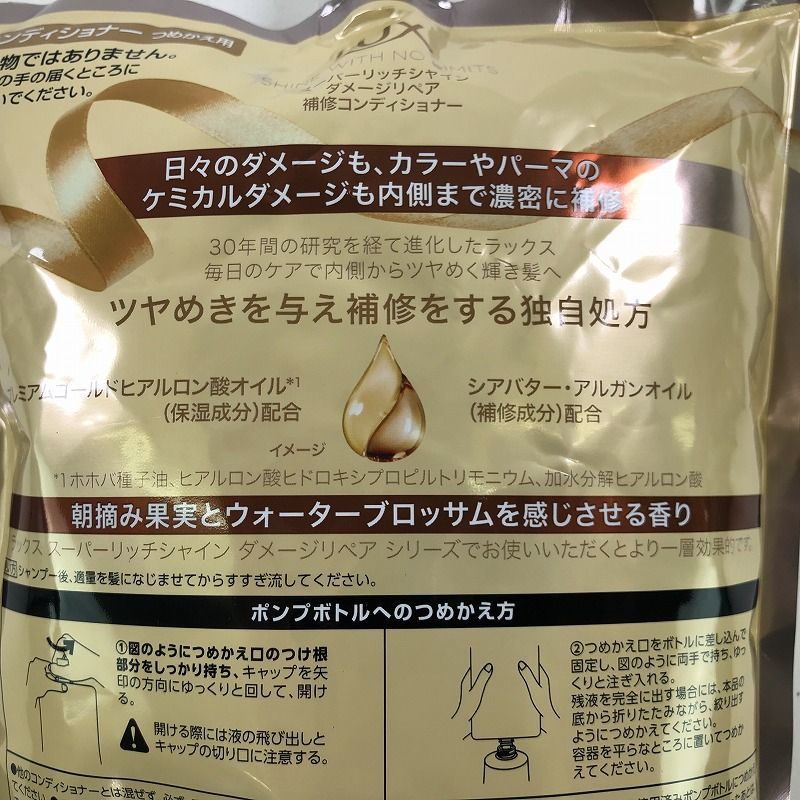 ンディショナー つめかえ用
物ではありません。
の手の届くところに
いでください。
LUX
SHINE WITH NO LIMITS
パーリッチシャイン
ダメージリペア
補修コンディショナー
日々のダメージも、カラーやパーマの
ケミカルダメージも内側まで濃密に補修
30年間の研究を経て進化したラックス
毎日のケアで内側からツヤめく輝き髪へ
ツヤめきを与え補修をする独自処方
レミアムゴールドヒアルロン酸オイル*1
(保湿成分)配合
シアバター・アルガンオイル
(補修成分)配合
イメージ
*1ホホバ種子油、ヒアルロン酸ヒドロキシプロピルトリモニウム、加水分解ヒアルロン酸
朝摘み果実とウォーターブロッサムを感じさせる香り
ラックス スーパーリッチシャイン ダメージリペア シリーズでお使いいただくとより一層効果的です。
シャンプー後、適量を髪になじませてからすすぎ流してください。
ポンプボトルへのつめかえ方
①図のようにつめかえ口のつけ根
部分をしっかり持ち、キャップを矢
印の方向にゆっくりと回して、開け
る。
開ける際には液の飛び出しと
キャップの切り口に注意する。
②つめかえ口をボトルに差し込んで
固定し、図のように両手で持ち、ゆっ
くりと注ぎ入れる。
残液を完全に出す場合には、本品の
底から折りたたみながら、絞り出す
ようにつめかえてください。
容器を平らなところに置いてつめか
えてください。
●他のコンディショナーとは混ぜず、必ず